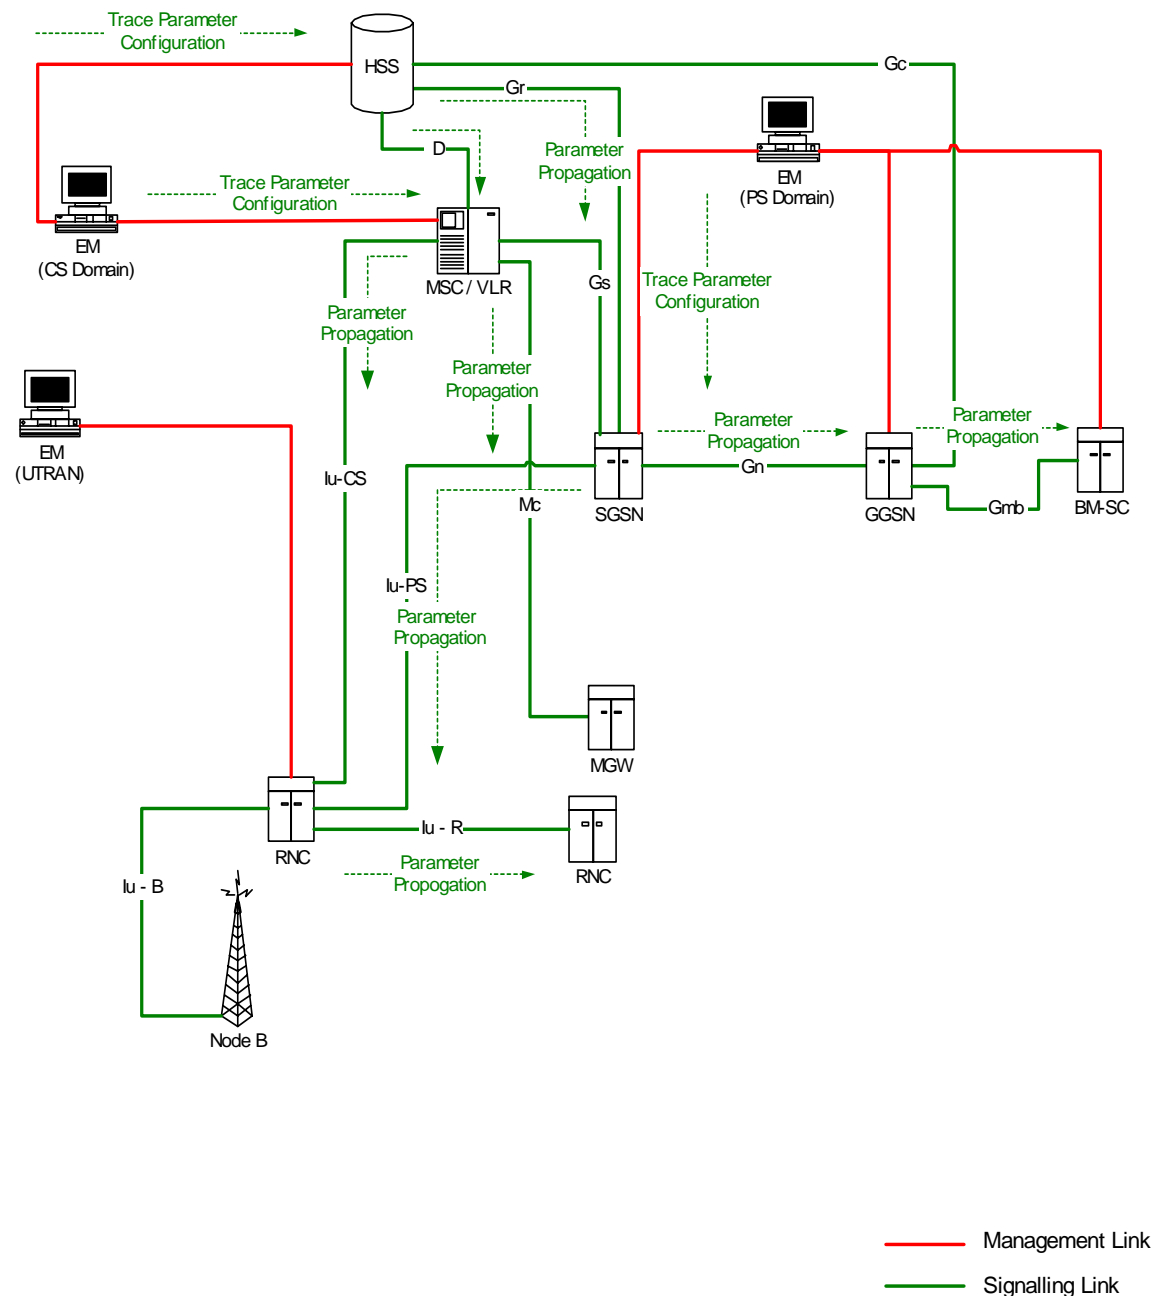 Trace Parameter
Configuration
HSS
Gc
Gr
D
Parameter
Propagation
EM
(PS Domain)
Trace Parameter
Configuration
EM
(CS Domain)
MSC / VLR
Gs
Trace Parameter
Configuration
Parameter
Propagation
Parameter
Propagation
EM
(UTRAN)
Parameter
Propagation
Parameter
Propagation
Iu-CS
Gn
Mc
SGSN
GGSN
Gmb
BM-SC
Iu-PS
Parameter
Propagation
MGW
RNC
Iu - R
RNC
Parameter
Propogation
Iu - B
Node B
Management Link
Signalling Link